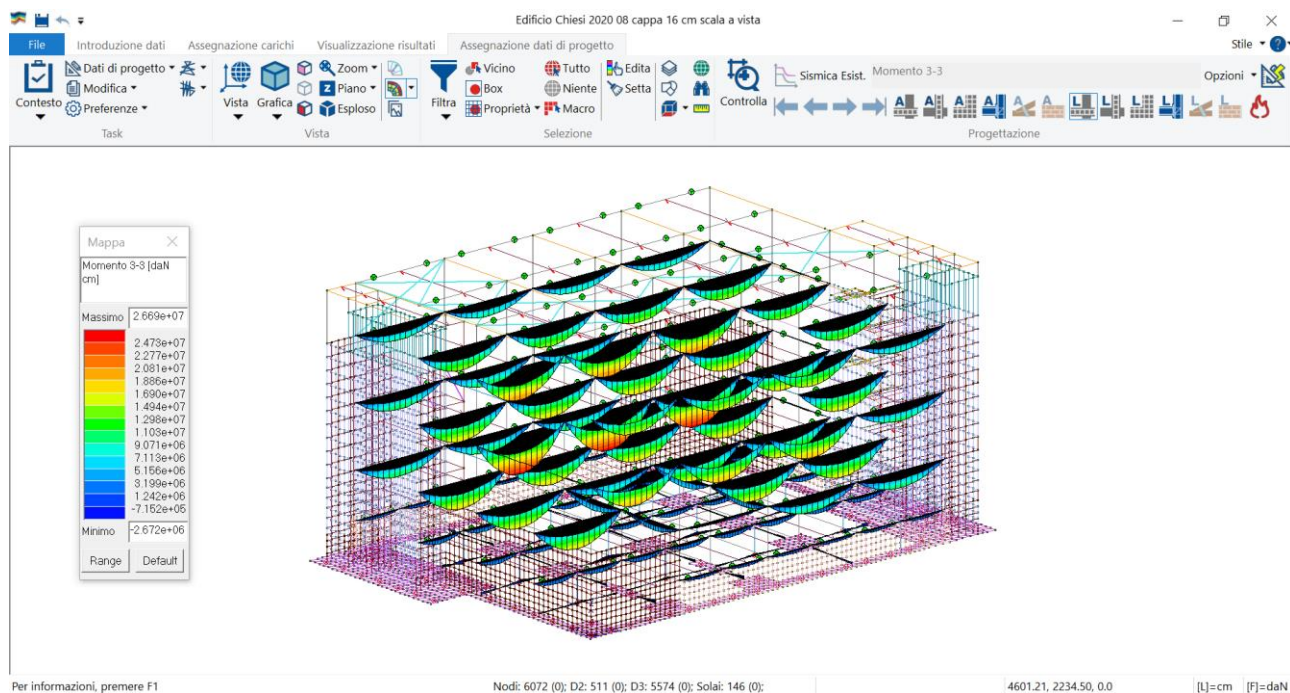 Edificio Chiesi 2020 08 cappa 16 cm scala a vista
File Introduzione dati Assegnazione carichi Visualizzazione risultati Assegnazione dati di progetto Stile
Contesto
Dati di progetto
Modifica
Preferenze
Task
Vista
Grafica
Zoom
Piano
Esploso
Vista
Filtra
Vicino
Box
Proprietà
Tutto
Niente
Macro
Edita
Setta
Selezione
Controlla
Sismica Esist. Momento 3-3 Opzioni
A A A A A A L L L L L L
Progettazione
Mappa
Momento 3-3 [daN
cm]
Massimo 2.669e+07
2.473e+07
2.277e+07
2.081e+07
1.886e+07
1.690e+07
1.494e+07
1.298e+07
1.103e+07
9.071e+06
7.113e+06
5.156e+06
3.199e+06
1.242e+06
-7.152e+05
Minimo -2.672e+06
Range Default
Per informazioni, premere F1 Nodi: 6072 (0); D2: 511 (0); D3: 5574 (0); Solai: 146 (0); 4601.21, 2234.50, 0.0 [L]=cm [F]=daN